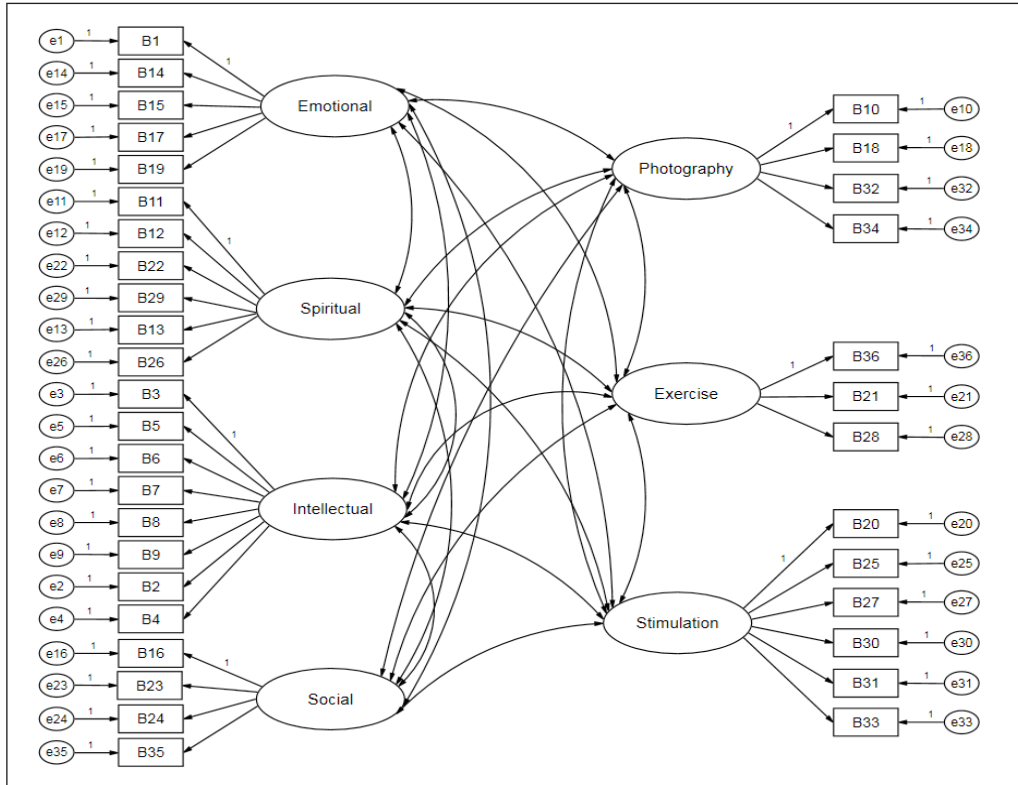 e1 1 B1
e14 1 B14
e15 1 B15
e17 1 B17
e19 1 B19
1 Emotional
e11 1 B11
e12 1 B12
e22 1 B22
e29 1 B29
e13 1 B13
e26 1 B26
1 Spiritual
e3 1 B3
e5 1 B5
e6 1 B6
e7 1 B7
e8 1 B8
e9 1 B9
e2 1 B2
e4 1 B4
1 Intellectual
e16 1 B16
e23 1 B23
e24 1 B24
e35 1 B35
1 Social
Photography 1
B10 1 e10
B18 1 e18
B32 1 e32
B34 1 e34
Exercise 1
B36 1 e36
B21 1 e21
B28 1 e28
Stimulation 1
B20 1 e20
B25 1 e25
B27 1 e27
B30 1 e30
B31 1 e31
B33 1 e33